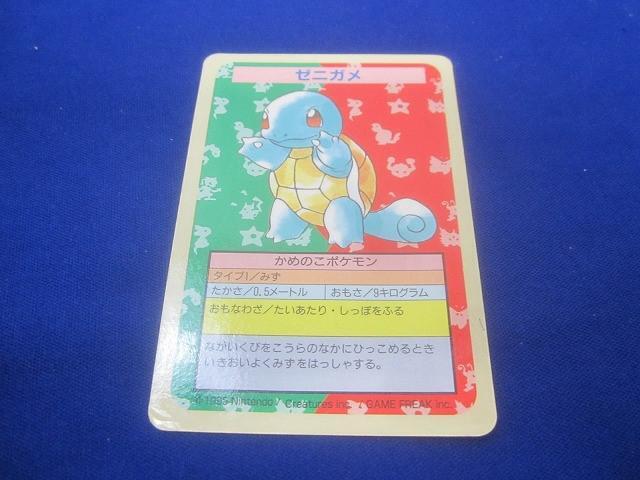 ゼニガメ
かめのこポケモン
タイプ1/みず
たかさ/0.5メートル おもさ/9キログラム
おもなわざ/たいあたり・しっぽをふる
ながいくびをこうらのなかにひっこめるとき
いきおいよくみずをはっしゃする。
© 1995 Nintendo / Creatures inc. / GAME FREAK inc.